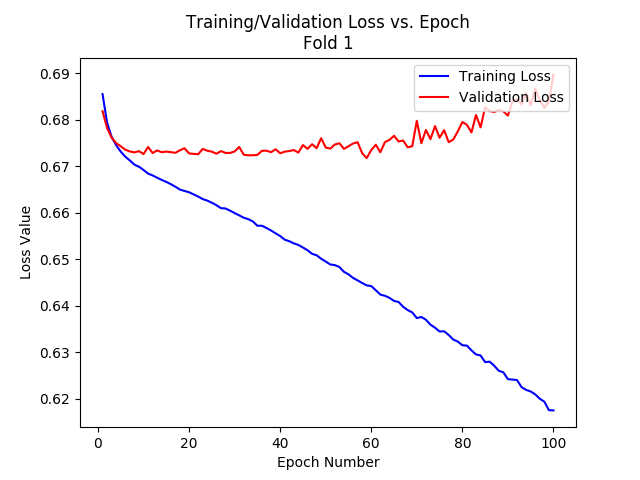 Training/Validation Loss vs. Epoch
Fold 1
Training Loss
Validation Loss
0.69
0.68
0.67
0.66
0.65
0.64
0.63
0.62
Loss Value
0
20
40
60
80
100
Epoch Number